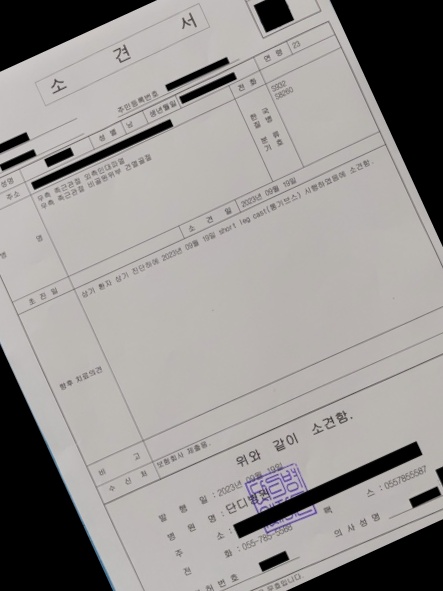 소 견 서
주민등록번호
성명 성 별 남 생년월일 연 령 23
주소 전 화
병 명
우측 족근관절 외측인대파열
우측 족근관절 비골원위부 견열골절
한 국 질 병 분 류 기 호
S932
S8260
초 진 일 소 견 일 2023년 09월 19일
향후 치료의견
상기 환자 상기 진단하에 2023년 09월 19일 short leg cast(통기브스) 시행하였음에 소견함.
비 고
수 신 처 보험회사 제출용.
위와 같이 소견함.
발 행 일 : 2023년 09월 19일
병 원 명 : 단디병원
주 소 :
전 화 : 055-785-5588 팩 스 : 0557855587
허 번 호 의 사 성 명